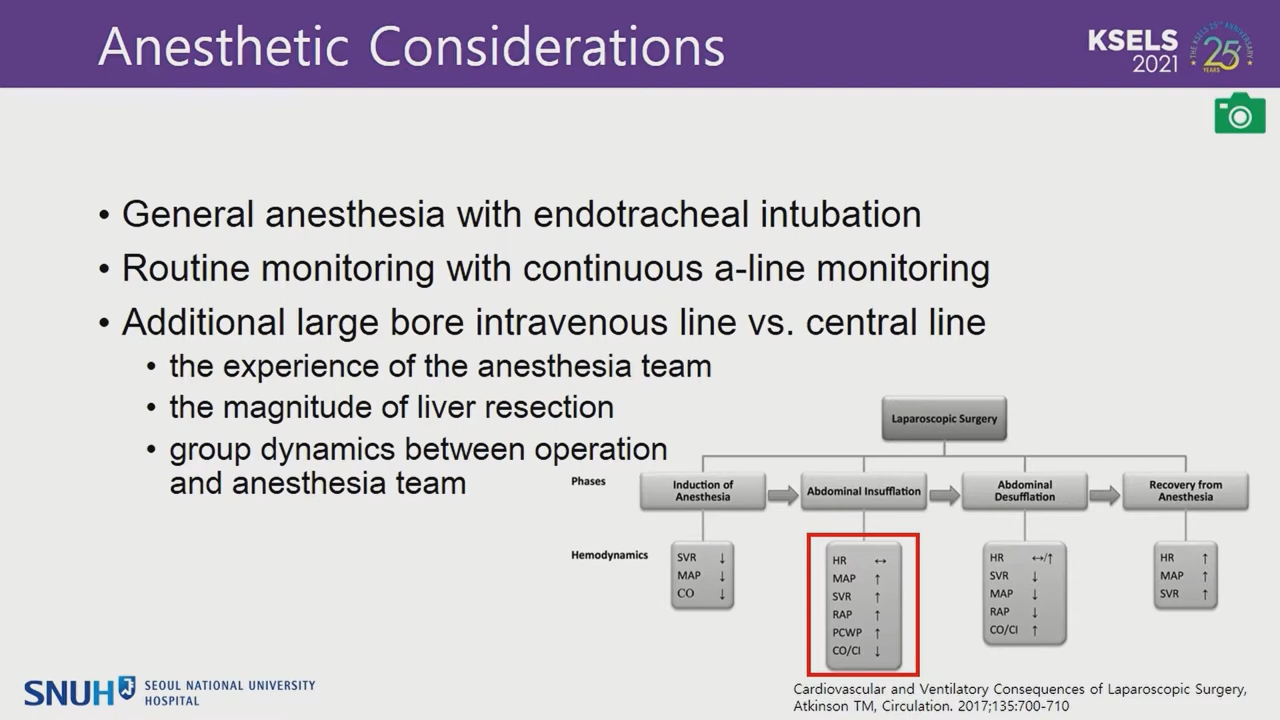 Anesthetic Considerations
KSELS
2021
THE KSELS 25TH ANNIVERSARY
25
YEARS
• General anesthesia with endotracheal intubation
• Routine monitoring with continuous a-line monitoring
• Additional large bore intravenous line vs. central line
• the experience of the anesthesia team
• the magnitude of liver resection
• group dynamics between operation
and anesthesia team
Laparoscopic Surgery
Phases
Induction of
Anesthesia
Abdominal Insufflation
Abdominal
Desufflation
Recovery from
Anesthesia
Hemodynamics
SVR ↓
MAP ↓
CO ↓
HR ↔
MAP ↑
SVR ↑
RAP ↑
PCWP ↑
CO/CI ↓
HR ↔/↑
SVR ↓
MAP ↓
RAP ↓
CO/CI ↑
HR ↑
MAP ↑
SVR ↑
SNUH
SEOUL NATIONAL UNIVERSITY
HOSPITAL
Cardiovascular and Ventilatory Consequences of Laparoscopic Surgery,
Atkinson TM, Circulation. 2017;135:700-710